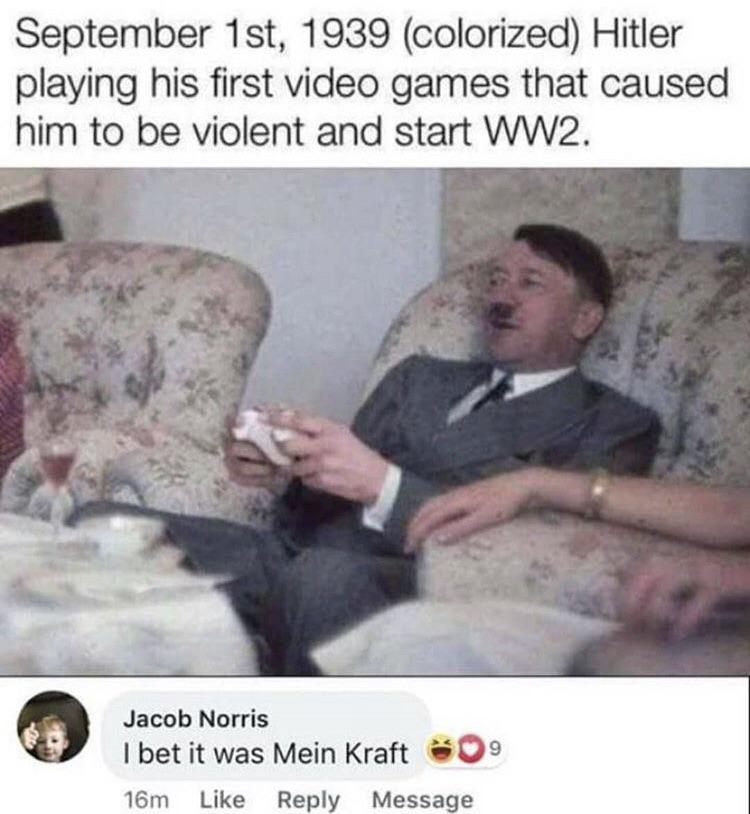 September 1st, 1939 (colorized) Hitler
playing his first video games that caused
him to be violent and start WW2.
Jacob Norris
I bet it was Mein Kraft
9
16m Like Reply Message